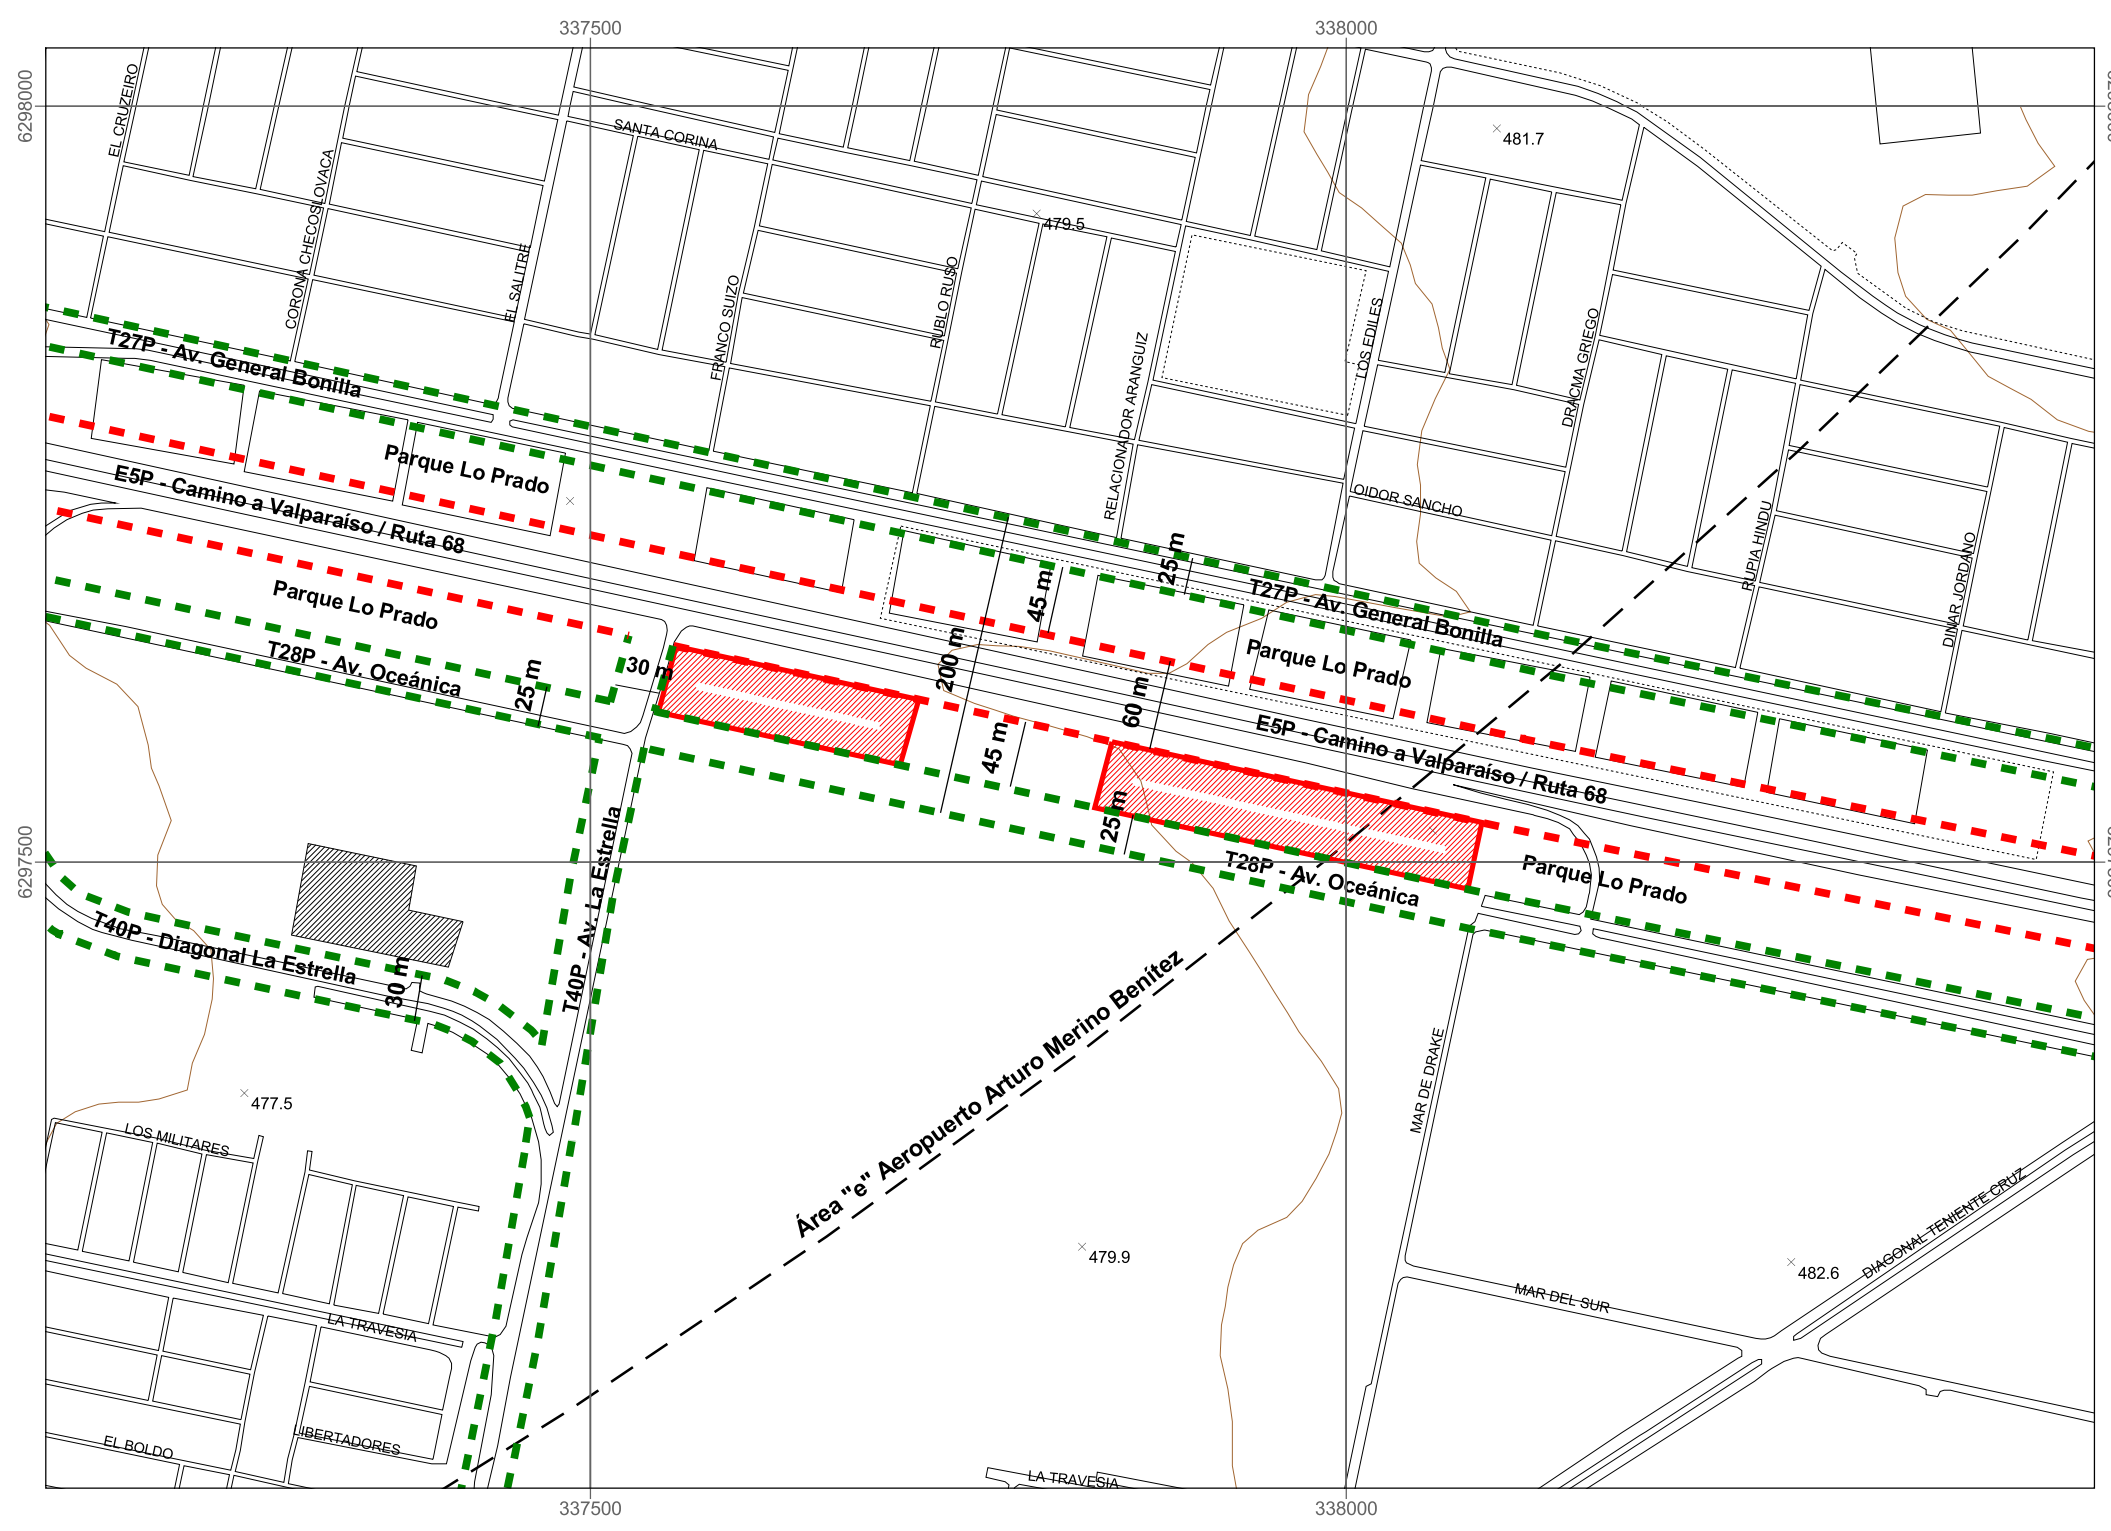 337500
338000
6298000
EL CRUZEIRO
SANTA CORINA
481.7
CORONA CHECOSLOVACA
479.5
EL SALITRE
FRANCO SUIZO
RUBLO RUSO
RELACIONADOR ARANGUIZ
LOS EDILES
DRACMA GRIEGO
T27P - Av. General Bonilla
Parque Lo Prado
E5P - Camino a Valparaíso / Ruta 68
OIDOR SANCHO
RUPIA HINDU
DINAR JORDANO
25 m
45 m
T27P - Av. General Bonilla
Parque Lo Prado
Parque Lo Prado
T28P - Av. Oceánica
25 m
30 m
200 m
60 m
45 m
E5P - Camino a Valparaíso / Ruta 68
25 m
6297500
T28P - Av. Oceánica
Parque Lo Prado
T40P - Av. La Estrella
T40P - Diagonal La Estrella
30 m
Área "e" Aeropuerto Arturo Merino Benítez
477.5
LOS MILITARES
MAR DE DRAKE
479.9
482.6
DIAGONAL TENIENTE CRUZ
MAR DEL SUR
LA TRAVESIA
LIBERTADORES
EL BOLDO
LA TRAVESIA
337500
338000